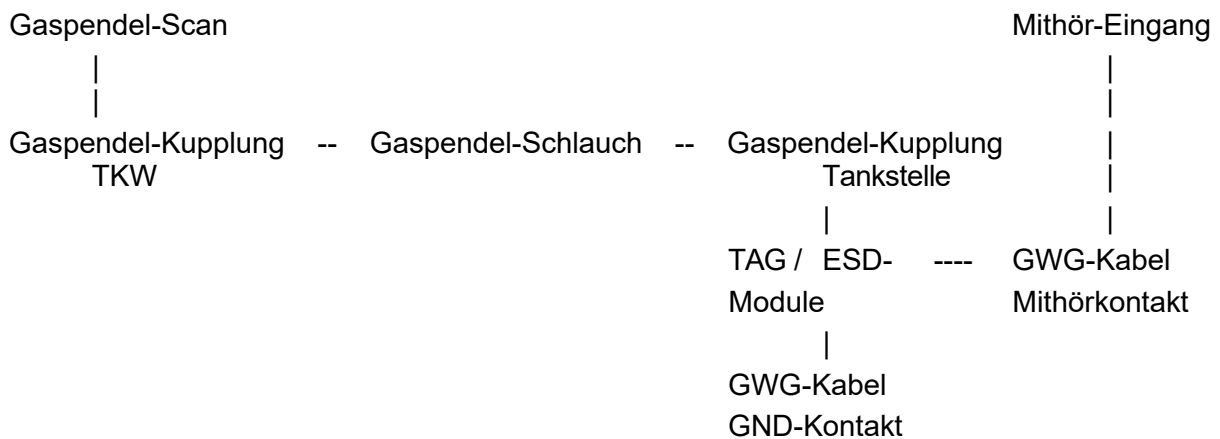 Gaspendel-Scan Mithör-Eingang
| |
| |
Gaspendel-Kupplung -- Gaspendel-Schlauch -- Gaspendel-Kupplung |
TKW Tankstelle |
| |
TAG / ESD- ---- GWG-Kabel
Module Mithörkontakt
|
GWG-Kabel
GND-Kontakt